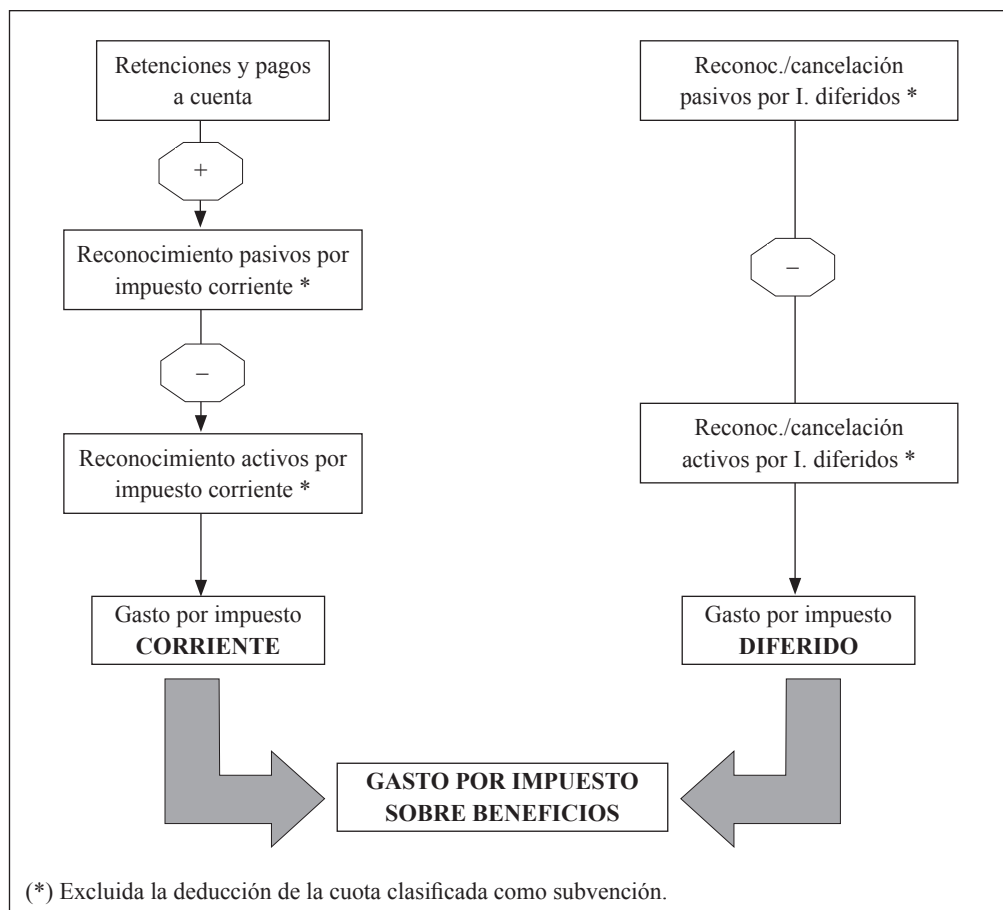 Retenciones y pagos
a cuenta
+
Reconocimiento pasivos por
impuesto corriente *
–
Reconocimiento activos por
impuesto corriente *
Gasto por impuesto
CORRIENTE
Reconoc./cancelación
pasivos por I. diferidos *
–
Reconoc./cancelación
activos por I. diferidos *
Gasto por impuesto
DIFERIDO
GASTO POR IMPUESTO
SOBRE BENEFICIOS
(*) Excluida la deducción de la cuota clasificada como subvención.